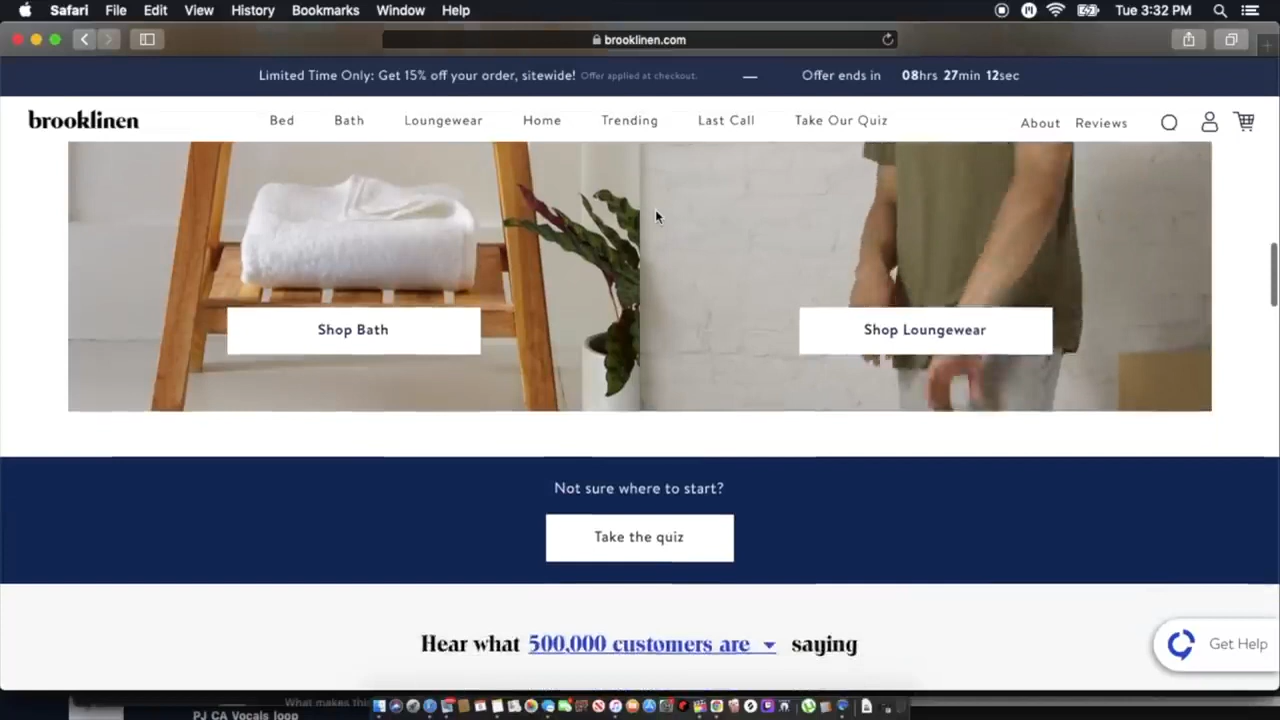 Safari File Edit View History Bookmarks Window Help Tue 3:32 PM
brooklinen.com
Limited Time Only: Get 15% off your order, sitewide! Offer applied at checkout. — Offer ends in 08hrs 27min 12sec
brooklinen Bed Bath Loungewear Home Trending Last Call Take Our Quiz About Reviews
Shop Bath Shop Loungewear
Not sure where to start?
Take the quiz
Hear what 500,000 customers are saying
Get Help
What makes this
PJ CA Vocals loop